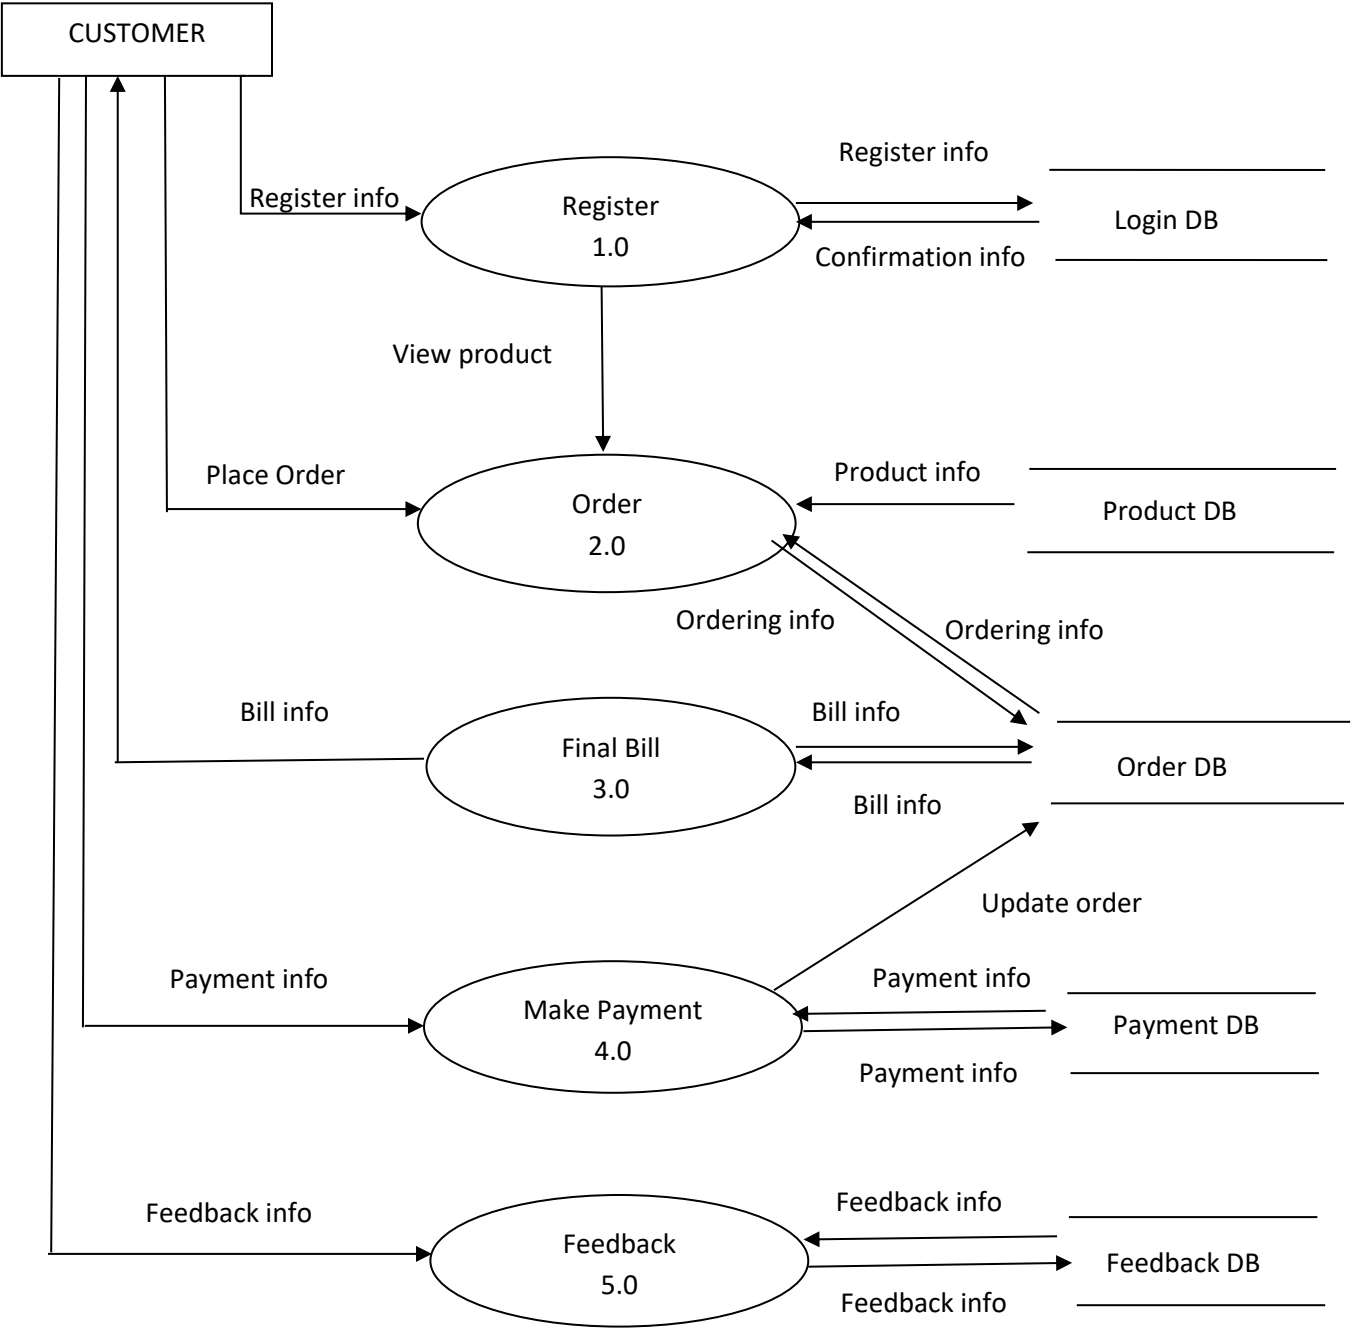 CUSTOMER
Register info
Register info
Register
1.0
Login DB
Confirmation info
View product
Place Order
Product info
Order
2.0
Product DB
Ordering info
Ordering info
Bill info
Bill info
Final Bill
3.0
Order DB
Bill info
Update order
Payment info
Payment info
Make Payment
4.0
Payment DB
Payment info
Feedback info
Feedback info
Feedback
5.0
Feedback DB
Feedback info